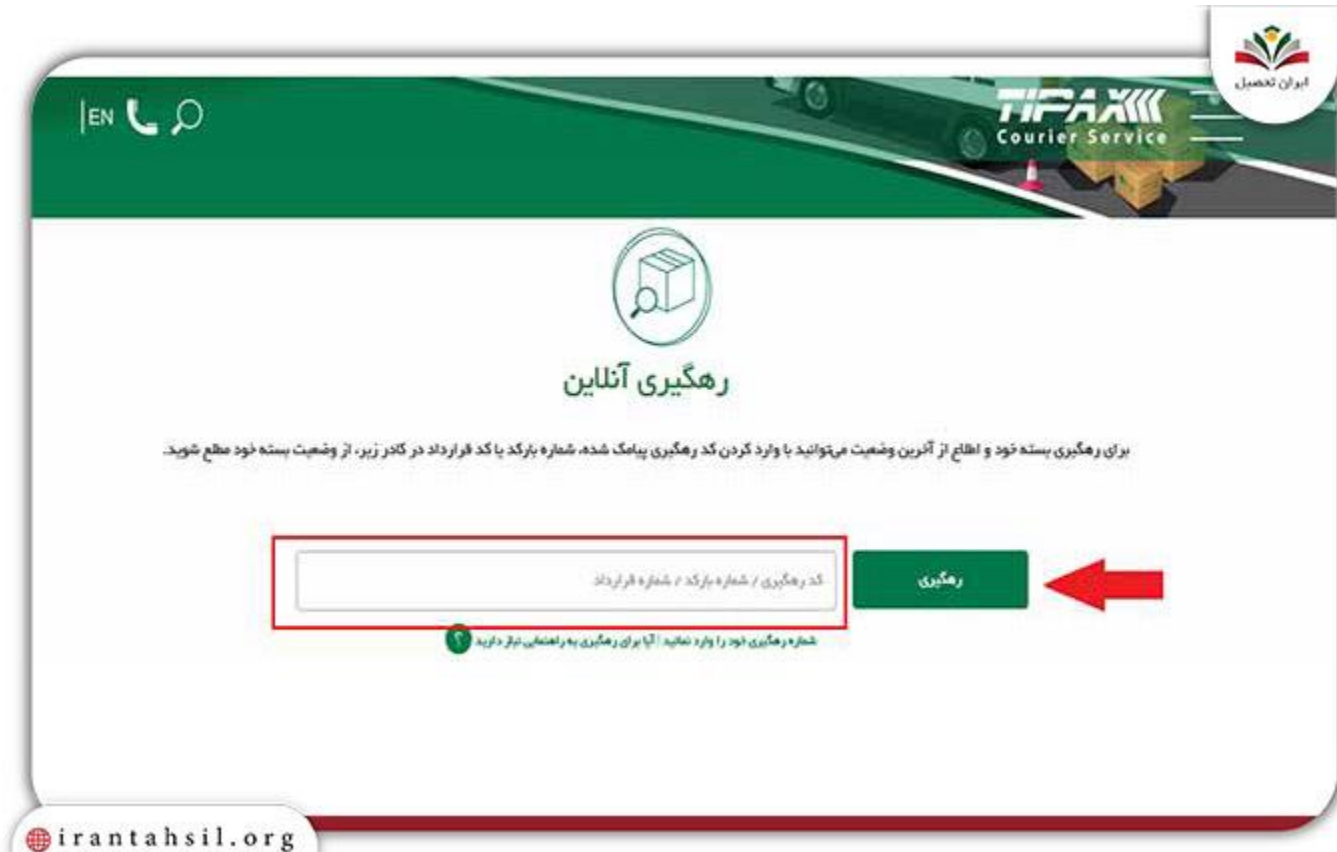 ایران تحصیل
EN
TIPAX
Courier Service
رهگیری آنلاین
برای رهگیری بسته خود و اطلاع از آخرین وضعیت می‌توانید با وارد کردن کد رهگیری پیامک شده، شماره بارکد یا کد قرارداد در کادر زیر، از وضعیت بسته خود مطلع شوید.
رهگیری
کد رهگیری / شماره بارکد / شماره قرارداد
شماره رهگیری خود را وارد نمائید | آیا برای رهگیری به راهنمایی نیاز دارید ؟
irantahsil.org